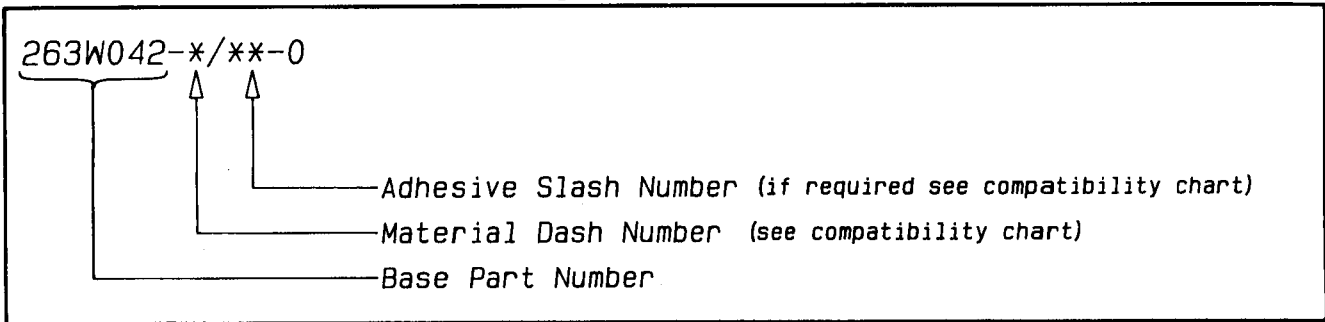 263W042-*/**-0
Adhesive Slash Number (if required see compatibility chart)
Material Dash Number (see compatibility chart)
Base Part Number